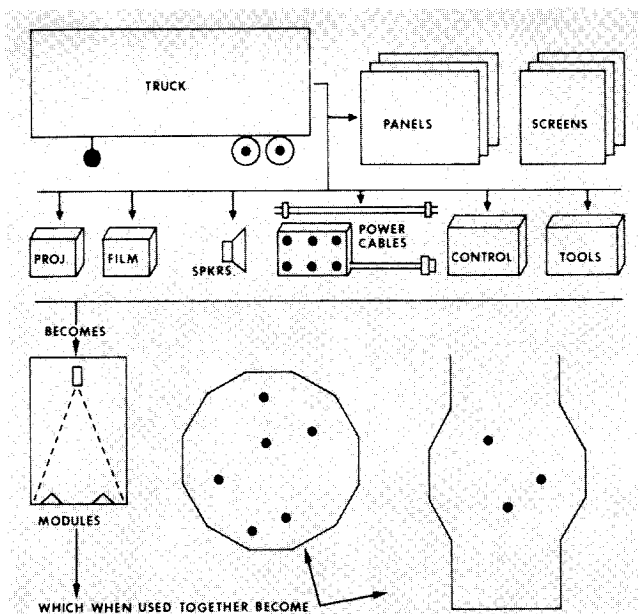 TRUCK
PANELS
SCREENS
PROJ.
FILM
SPKRS.
POWER
CABLES
CONTROL
TOOLS
BECOMES
MODULES
WHICH WHEN USED TOGETHER BECOME